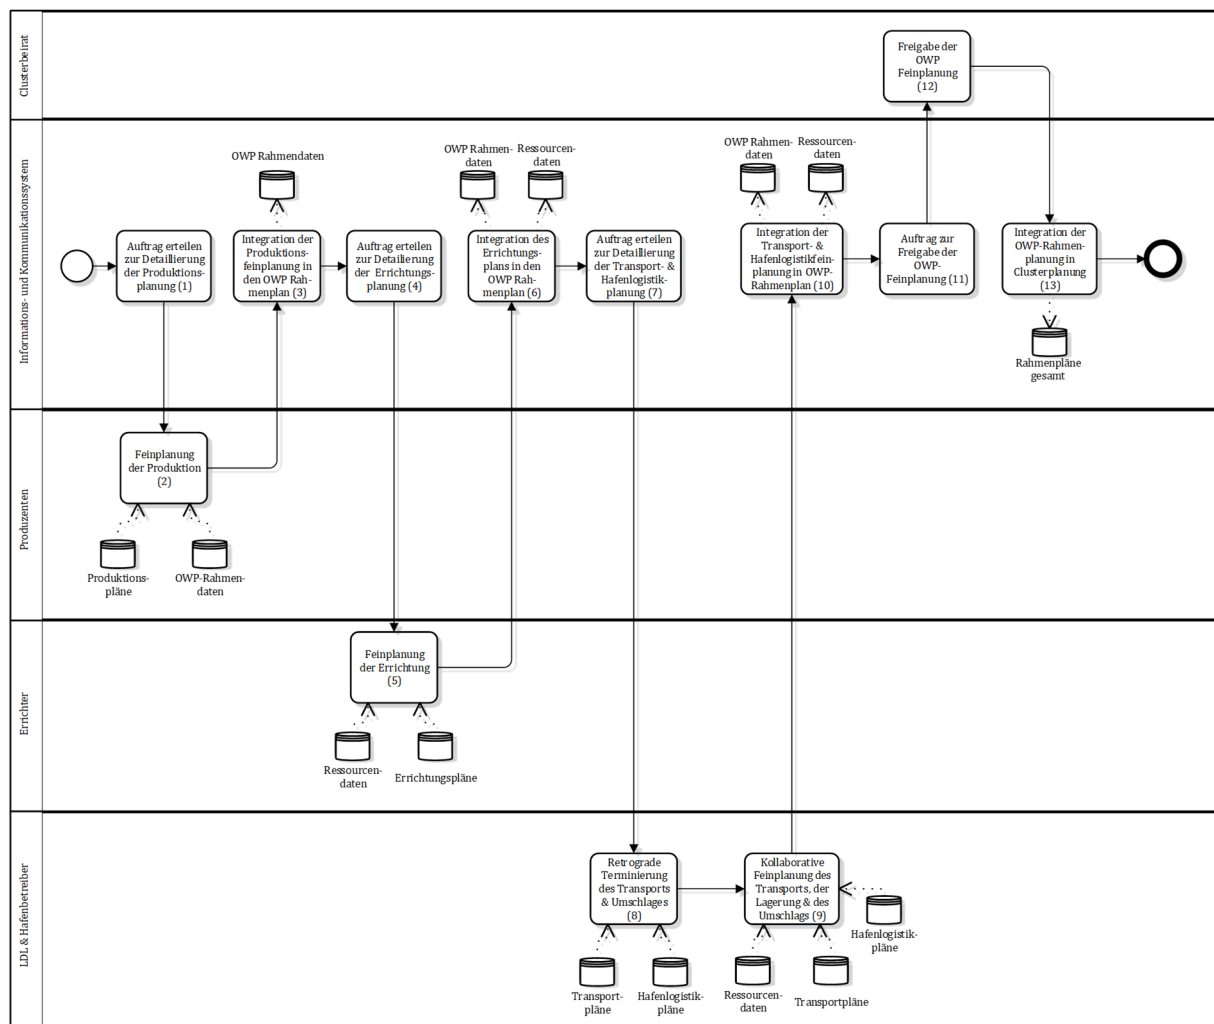 Clusterbeirat
Freigabe der
OWP
Feinplanung
(12)
Informations- und Kommunikationssystem
OWP Rahmendaten
OWP Rahmen-
daten
Ressourcen-
daten
OWP Rahmen-
daten
Ressourcen-
daten
Auftrag erteilen
zur Detaillierung
der Produktions-
planung (1)
Integration der
Produktions-
feinplanung in
den OWP Rah-
menplan (3)
Auftrag erteilen
zur Detaillierung
der Errichtungs-
planung (4)
Integration des
Errichtungs-
plans in den
OWP Rah-
menplan (6)
Auftrag erteilen
zur Detaillierung
der Transport- &
Hafenlogistik-
planung (7)
Integration der
Transport- &
Hafenlogistikfein-
planung in OWP-
Rahmenplan (10)
Auftrag zur
Freigabe der
OWP-
Feinplanung (11)
Integration der
OWP-Rahmen-
planung in
Clusterplanung
(13)
Rahmenpläne
gesamt
Produzenten
Feinplanung
der Produktion
(2)
Produktions-
pläne
OWP-Rahmen-
daten
Errichter
Feinplanung
der Errichtung
(5)
Ressourcen-
daten
Errichtungspläne
LDL & Hafenbetreiber
Retrograde
Terminierung
des Transports
& Umschlages
(8)
Kollaborative
Feinplanung des
Transports, der
Lagerung & des
Umschlags (9)
Hafenlogistik-
pläne
Transport-
pläne
Hafenlogistik-
pläne
Ressourcen-
daten
Transportpläne